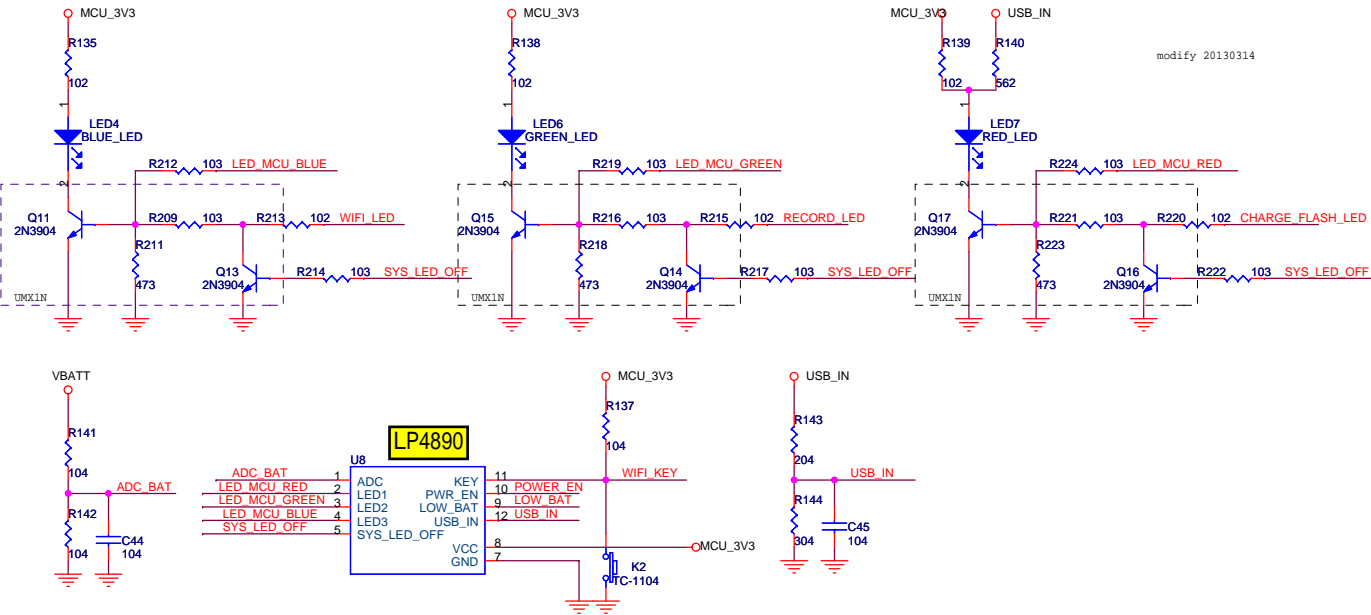 MCU_3V3
R135
102
1
LED4
BLUE_LED
2
R212 103 LED_MCU_BLUE
Q11
2N3904
R209 103 R213 102 WIFI_LED
R211
473
Q13
2N3904
R214 103 SYS_LED_OFF
UMX1N
MCU_3V3
R138
102
1
LED6
GREEN_LED
2
R219 103 LED_MCU_GREEN
Q15
2N3904
R216 103 R215 102 RECORD_LED
R218
473
Q14
2N3904
R217 103 SYS_LED_OFF
UMX1N
MCU_3V3
USB_IN
R139
102
R140
562
modify 20130314
1
LED7
RED_LED
2
R224 103 LED_MCU_RED
Q17
2N3904
R221 103 R220 102 CHARGE_FLASH_LED
R223
473
Q16
2N3904
R222 103 SYS_LED_OFF
UMX1N
VBATT
R141
104
ADC_BAT
R142
104
C44
104
LP4890
U8
ADC_BAT 1 ADC
LED_MCU_RED 2 LED1
LED_MCU_GREEN 3 LED2
LED_MCU_BLUE 4 LED3
SYS_LED_OFF 5 SYS_LED_OFF
KEY 11 WIFI_KEY
PWR_EN 10 POWER_EN
LOW_BAT 9 LOW_BAT
USB_IN 12 USB_IN
VCC 8 MCU_3V3
GND 7
MCU_3V3
R137
104
K2
TC-1104
USB_IN
R143
204
USB_IN
R144
304
C45
104